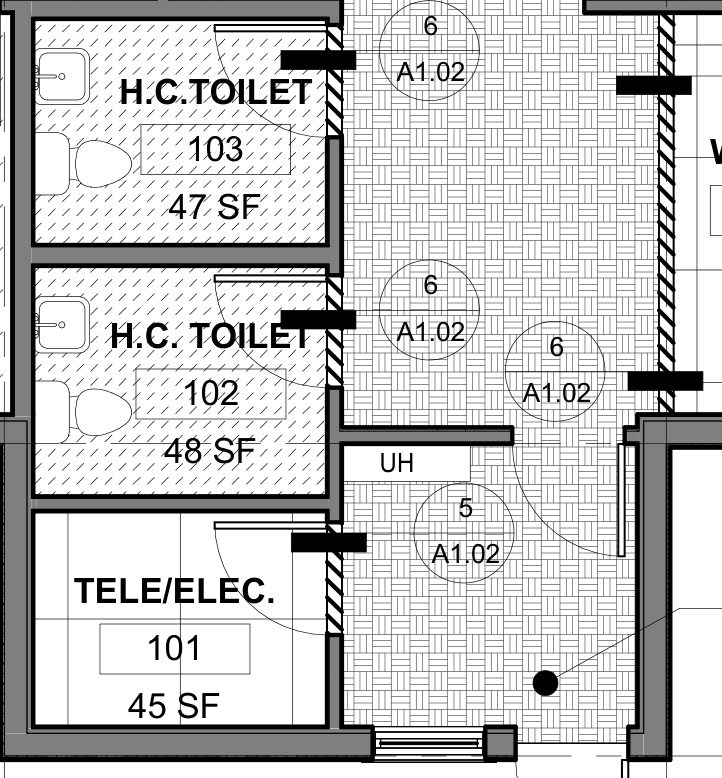 6
A1.02
H.C.TOILET
103
47 SF
6
A1.02
H.C. TOILET
102
48 SF
6
A1.02
UH
5
A1.02
TELE/ELEC.
101
45 SF